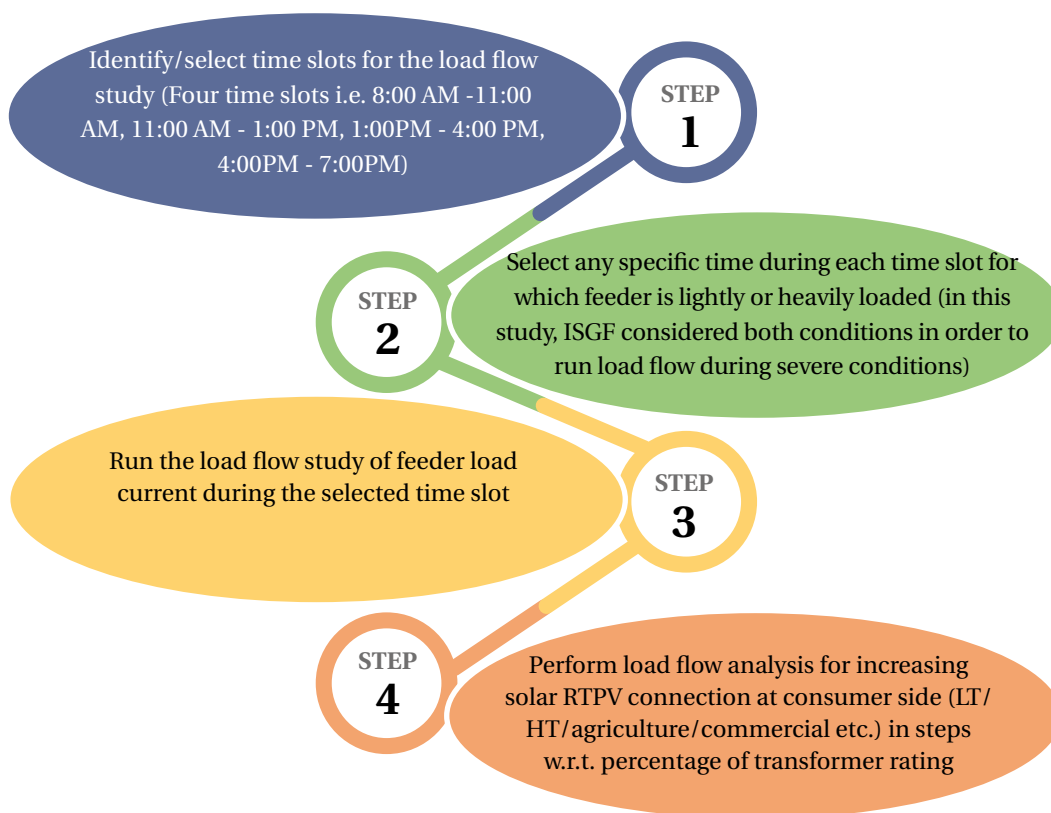 Identify/select time slots for the load flow
study (Four time slots i.e. 8:00 AM -11:00
AM, 11:00 AM - 1:00 PM, 1:00PM - 4:00 PM,
4:00PM - 7:00PM)
STEP
1
STEP
2
Select any specific time during each time slot for
which feeder is lightly or heavily loaded (in this
study, ISGF considered both conditions in order to
run load flow during severe conditions)
Run the load flow study of feeder load
current during the selected time slot
STEP
3
STEP
4
Perform load flow analysis for increasing
solar RTPV connection at consumer side (LT/
HT/agriculture/commercial etc.) in steps
w.r.t. percentage of transformer rating